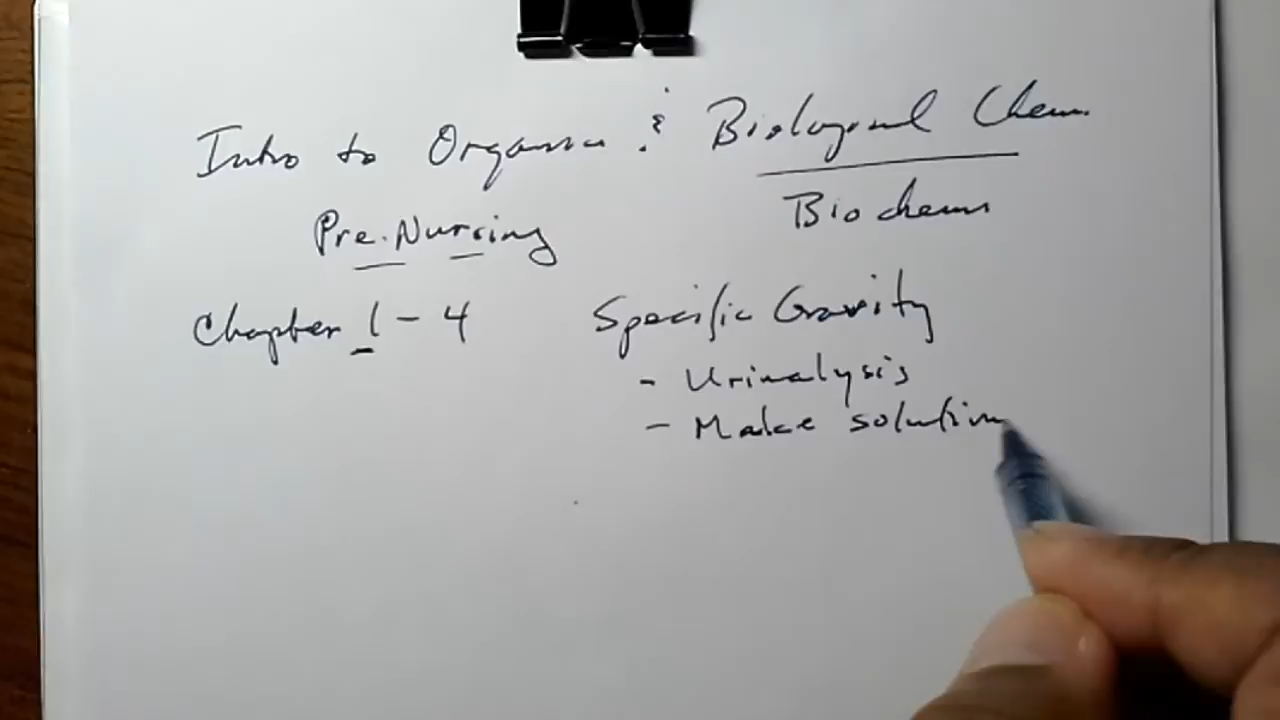 Intro to Organic & Biological Chem.
Biochem
Pre-Nursing
Chapter 1-4
Specific Gravity
- Urinalysis
- Make solution